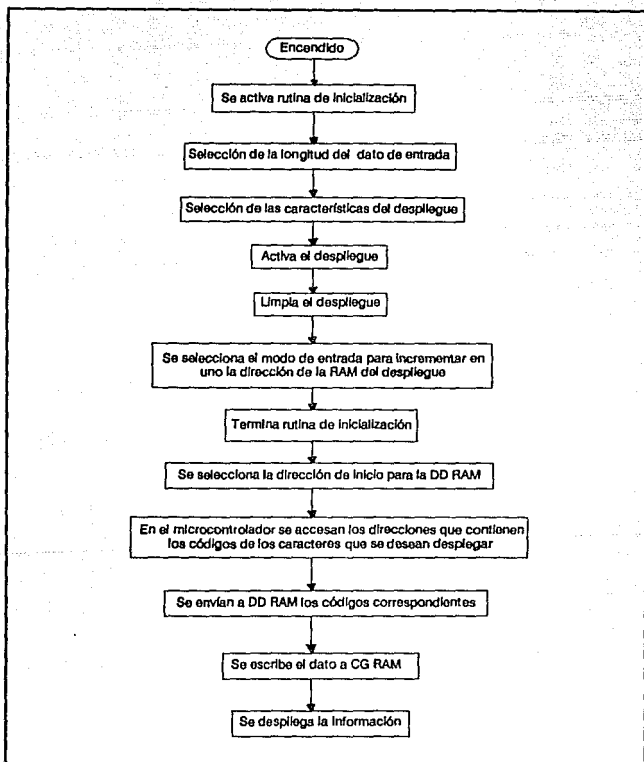 Encendido
Se activa rutina de inicialización
Selección de la longitud del dato de entrada
Selección de las características del despliegue
Activa el despliegue
Limpia el despliegue
Se selecciona el modo de entrada para incrementar en
uno la dirección de la RAM del despliegue
Termina rutina de inicialización
Se selecciona la dirección de inicio para la DD RAM
En el microcontrolador se accesan los direcciones que contienen
los códigos de los caracteres que se desean desplegar
Se envían a DD RAM los códigos correspondientes
Se escribe el dato a CG RAM
Se despliega la información